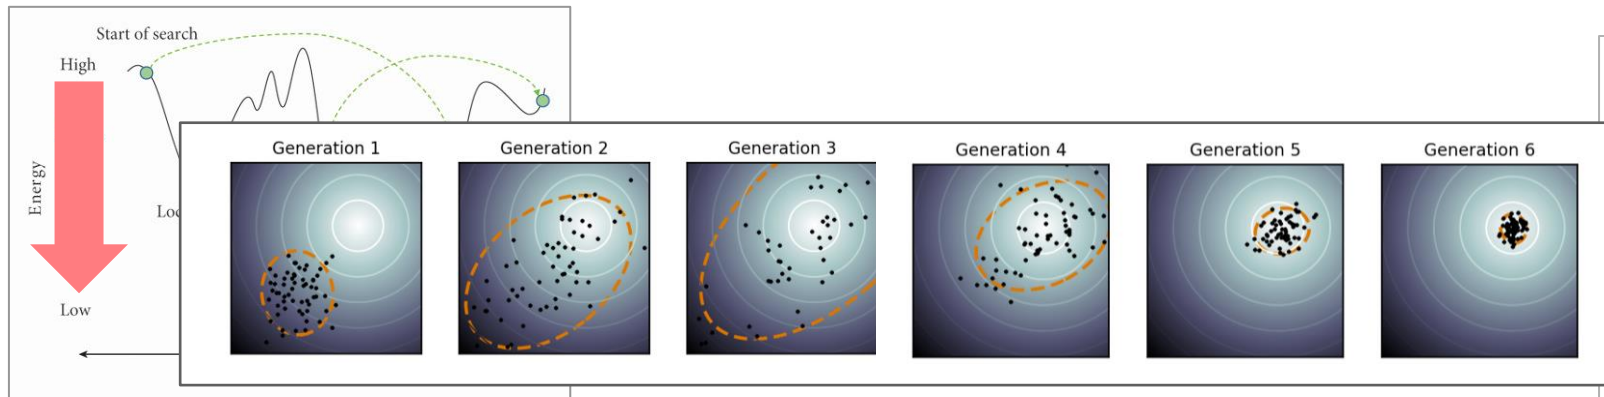 Start of search
High
Energy
Low
Generation 1
Generation 2
Generation 3
Generation 4
Generation 5
Generation 6